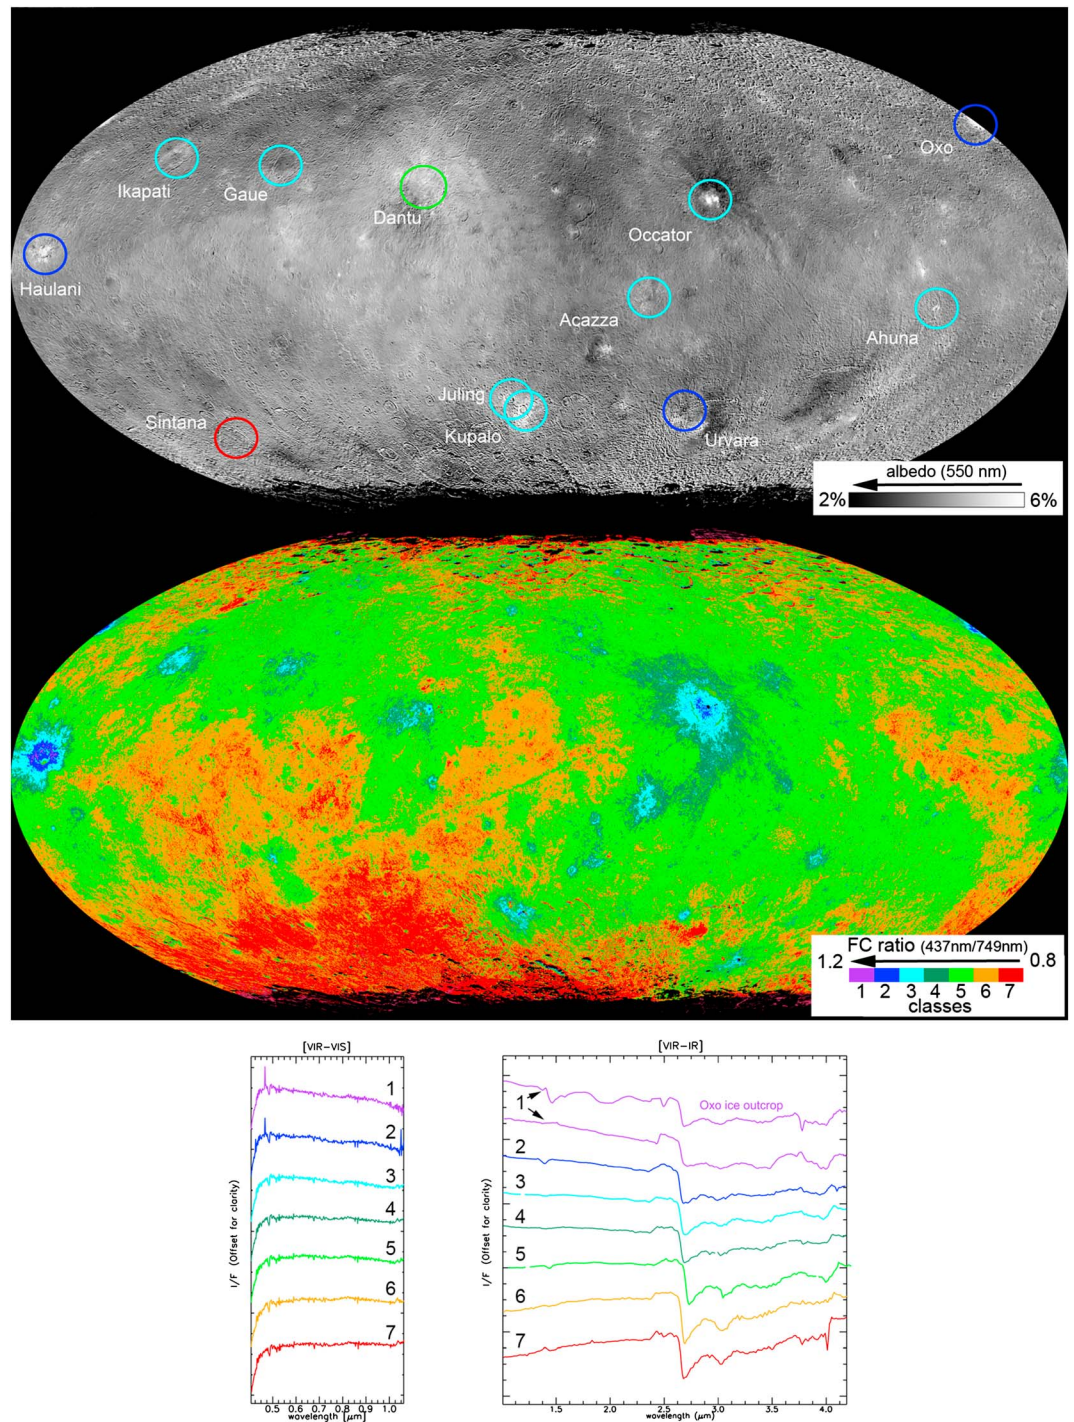 Oxo
Ikapati
Gaue
Dantu
Occator
Haulani
Acazza
Ahuna
Juling
Sintana
Kupalo
Urvara
albedo (550 nm)
2% 6%
FC ratio (437nm/749nm)
1.2 0.8
1 2 3 4 5 6 7
classes
[VIR-VIS]
1
2
3
4
5
6
7
I/F (Offset for clarity)
0.5 0.6 0.7 0.8 0.9 1.0
wavelength [μm]
[VIR-IR]
1
Oxo ice outcrop
2
3
4
5
6
7
I/F (Offset for clarity)
1.5 2.0 2.5 3.0 3.5 4.0
wavelength [μm]